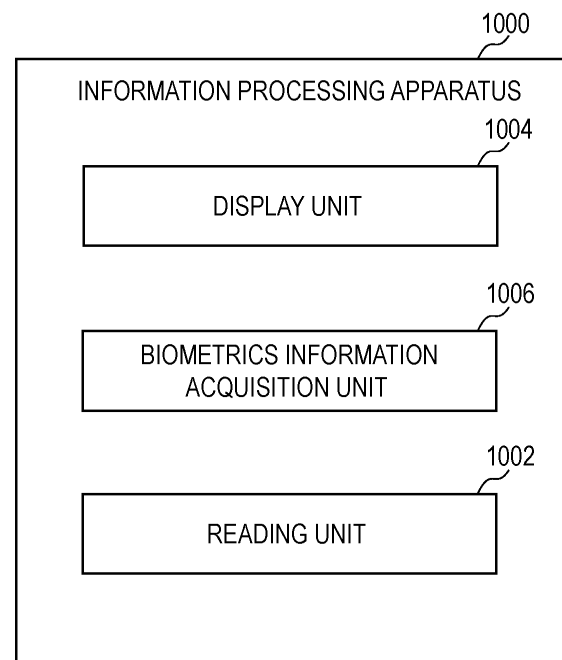 1000
INFORMATION PROCESSING APPARATUS
1004
DISPLAY UNIT
1006
BIOMETRICS INFORMATION
ACQUISITION UNIT
1002
READING UNIT